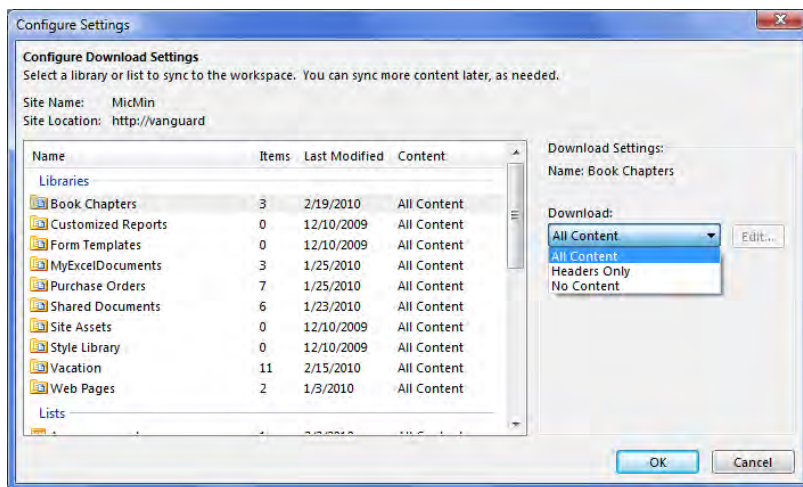 Configure Settings
Configure Download Settings
Select a library or list to sync to the workspace. You can sync more content later, as needed.
Site Name: MicMin
Site Location: http://vanguard
Name Items Last Modified Content
Libraries
Book Chapters 3 2/19/2010 All Content
Customized Reports 0 12/10/2009 All Content
Form Templates 0 12/10/2009 All Content
MyExcelDocuments 3 1/25/2010 All Content
Purchase Orders 7 1/25/2010 All Content
Shared Documents 6 1/23/2010 All Content
Site Assets 0 12/10/2009 All Content
Style Library 0 12/10/2009 All Content
Vacation 11 2/15/2010 All Content
Web Pages 2 1/3/2010 All Content
Lists
Download Settings:
Name: Book Chapters
Download:
All Content Edit...
All Content
Headers Only
No Content
OK Cancel